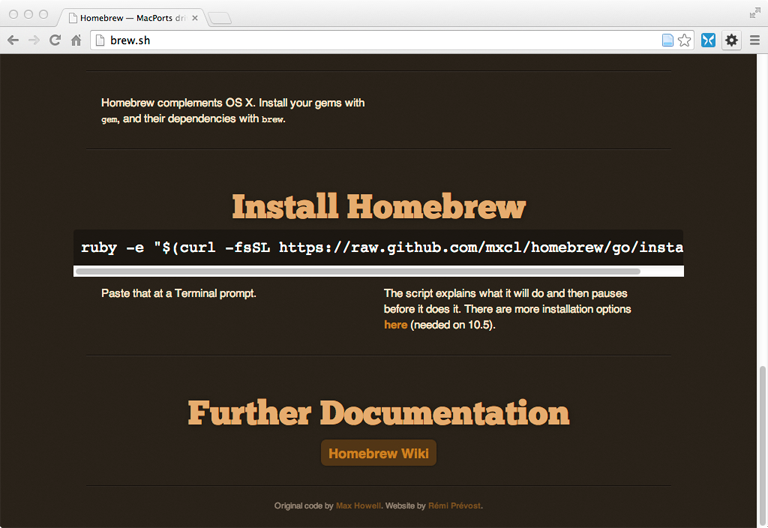 Homebrew — MacPorts dri
brew.sh
Homebrew complements OS X. Install your gems with
gem, and their dependencies with brew.
Install Homebrew
ruby -e "$(curl -fsSL https://raw.github.com/mxcl/homebrew/go/insta
Paste that at a Terminal prompt.
The script explains what it will do and then pauses
before it does it. There are more installation options
here (needed on 10.5).
Further Documentation
Homebrew Wiki
Original code by Max Howell. Website by Rémi Prévost.